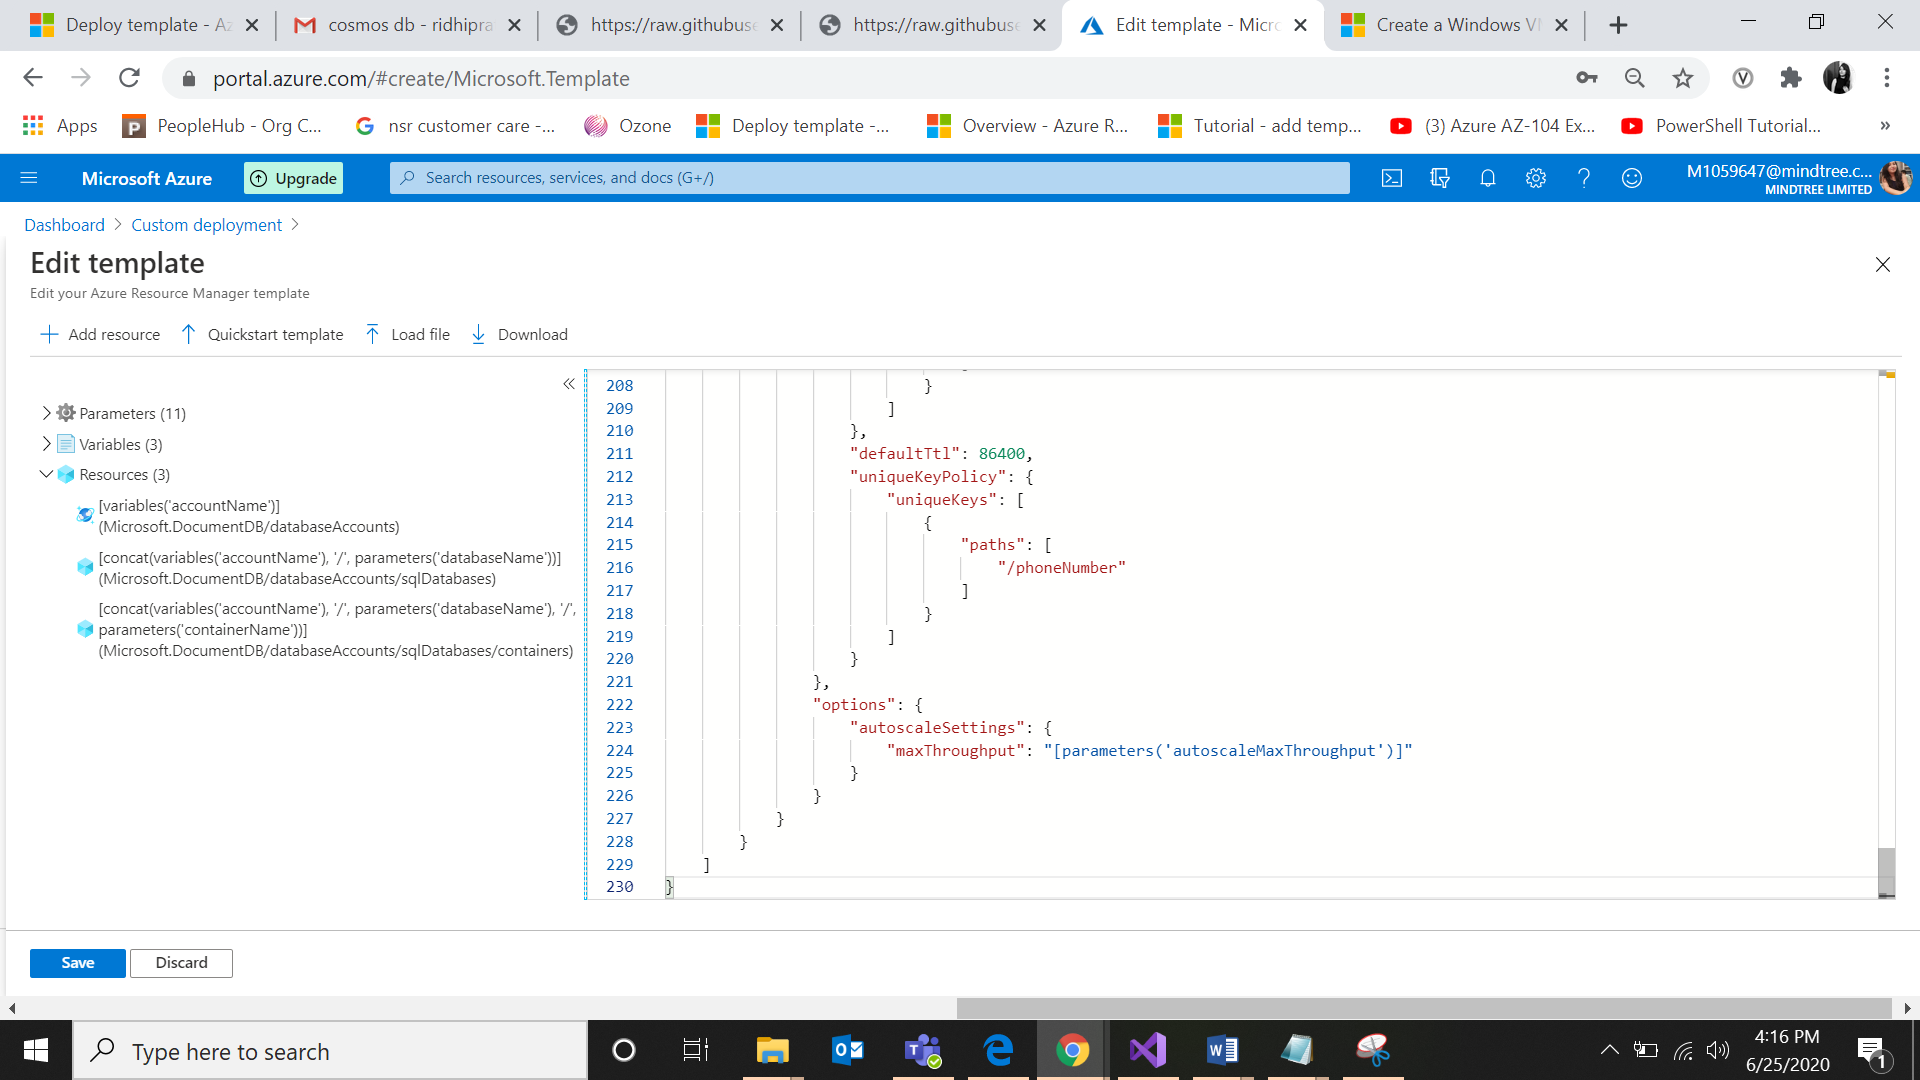 Deploy template - Az
cosmos db - ridhipra
https://raw.githubuse
https://raw.githubuse
Edit template - Micro
Create a Windows VM
portal.azure.com/#create/Microsoft.Template
Apps
PeopleHub - Org C...
nsr customer care -...
Ozone
Deploy template -...
Overview - Azure R...
Tutorial - add temp...
(3) Azure AZ-104 Ex...
PowerShell Tutorial...
»
Microsoft Azure
Upgrade
Search resources, services, and docs (G+/)
M1059647@mindtree.c...
MINDTREE LIMITED
Dashboard > Custom deployment >
Edit template
Edit your Azure Resource Manager template
Add resource
Quickstart template
Load file
Download
Parameters (11)
Variables (3)
Resources (3)
[variables('accountName')]
(Microsoft.DocumentDB/databaseAccounts)
[concat(variables('accountName'), '/', parameters('databaseName'))]
(Microsoft.DocumentDB/databaseAccounts/sqlDatabases)
[concat(variables('accountName'), '/', parameters('databaseName'), '/',
parameters('containerName'))]
(Microsoft.DocumentDB/databaseAccounts/sqlDatabases/containers)
208 }
209 ]
210 },
211 "defaultTtl": 86400,
212 "uniqueKeyPolicy": {
213 "uniqueKeys": [
214 {
215 "paths": [
216 "/phoneNumber"
217 ]
218 }
219 ]
220 }
221 },
222 "options": {
223 "autoscaleSettings": {
224 "maxThroughput": "[parameters('autoscaleMaxThroughput')]"
225 }
226 }
227 }
228 }
229 ]
230 }
Save
Discard
Type here to search
4:16 PM
6/25/2020
1